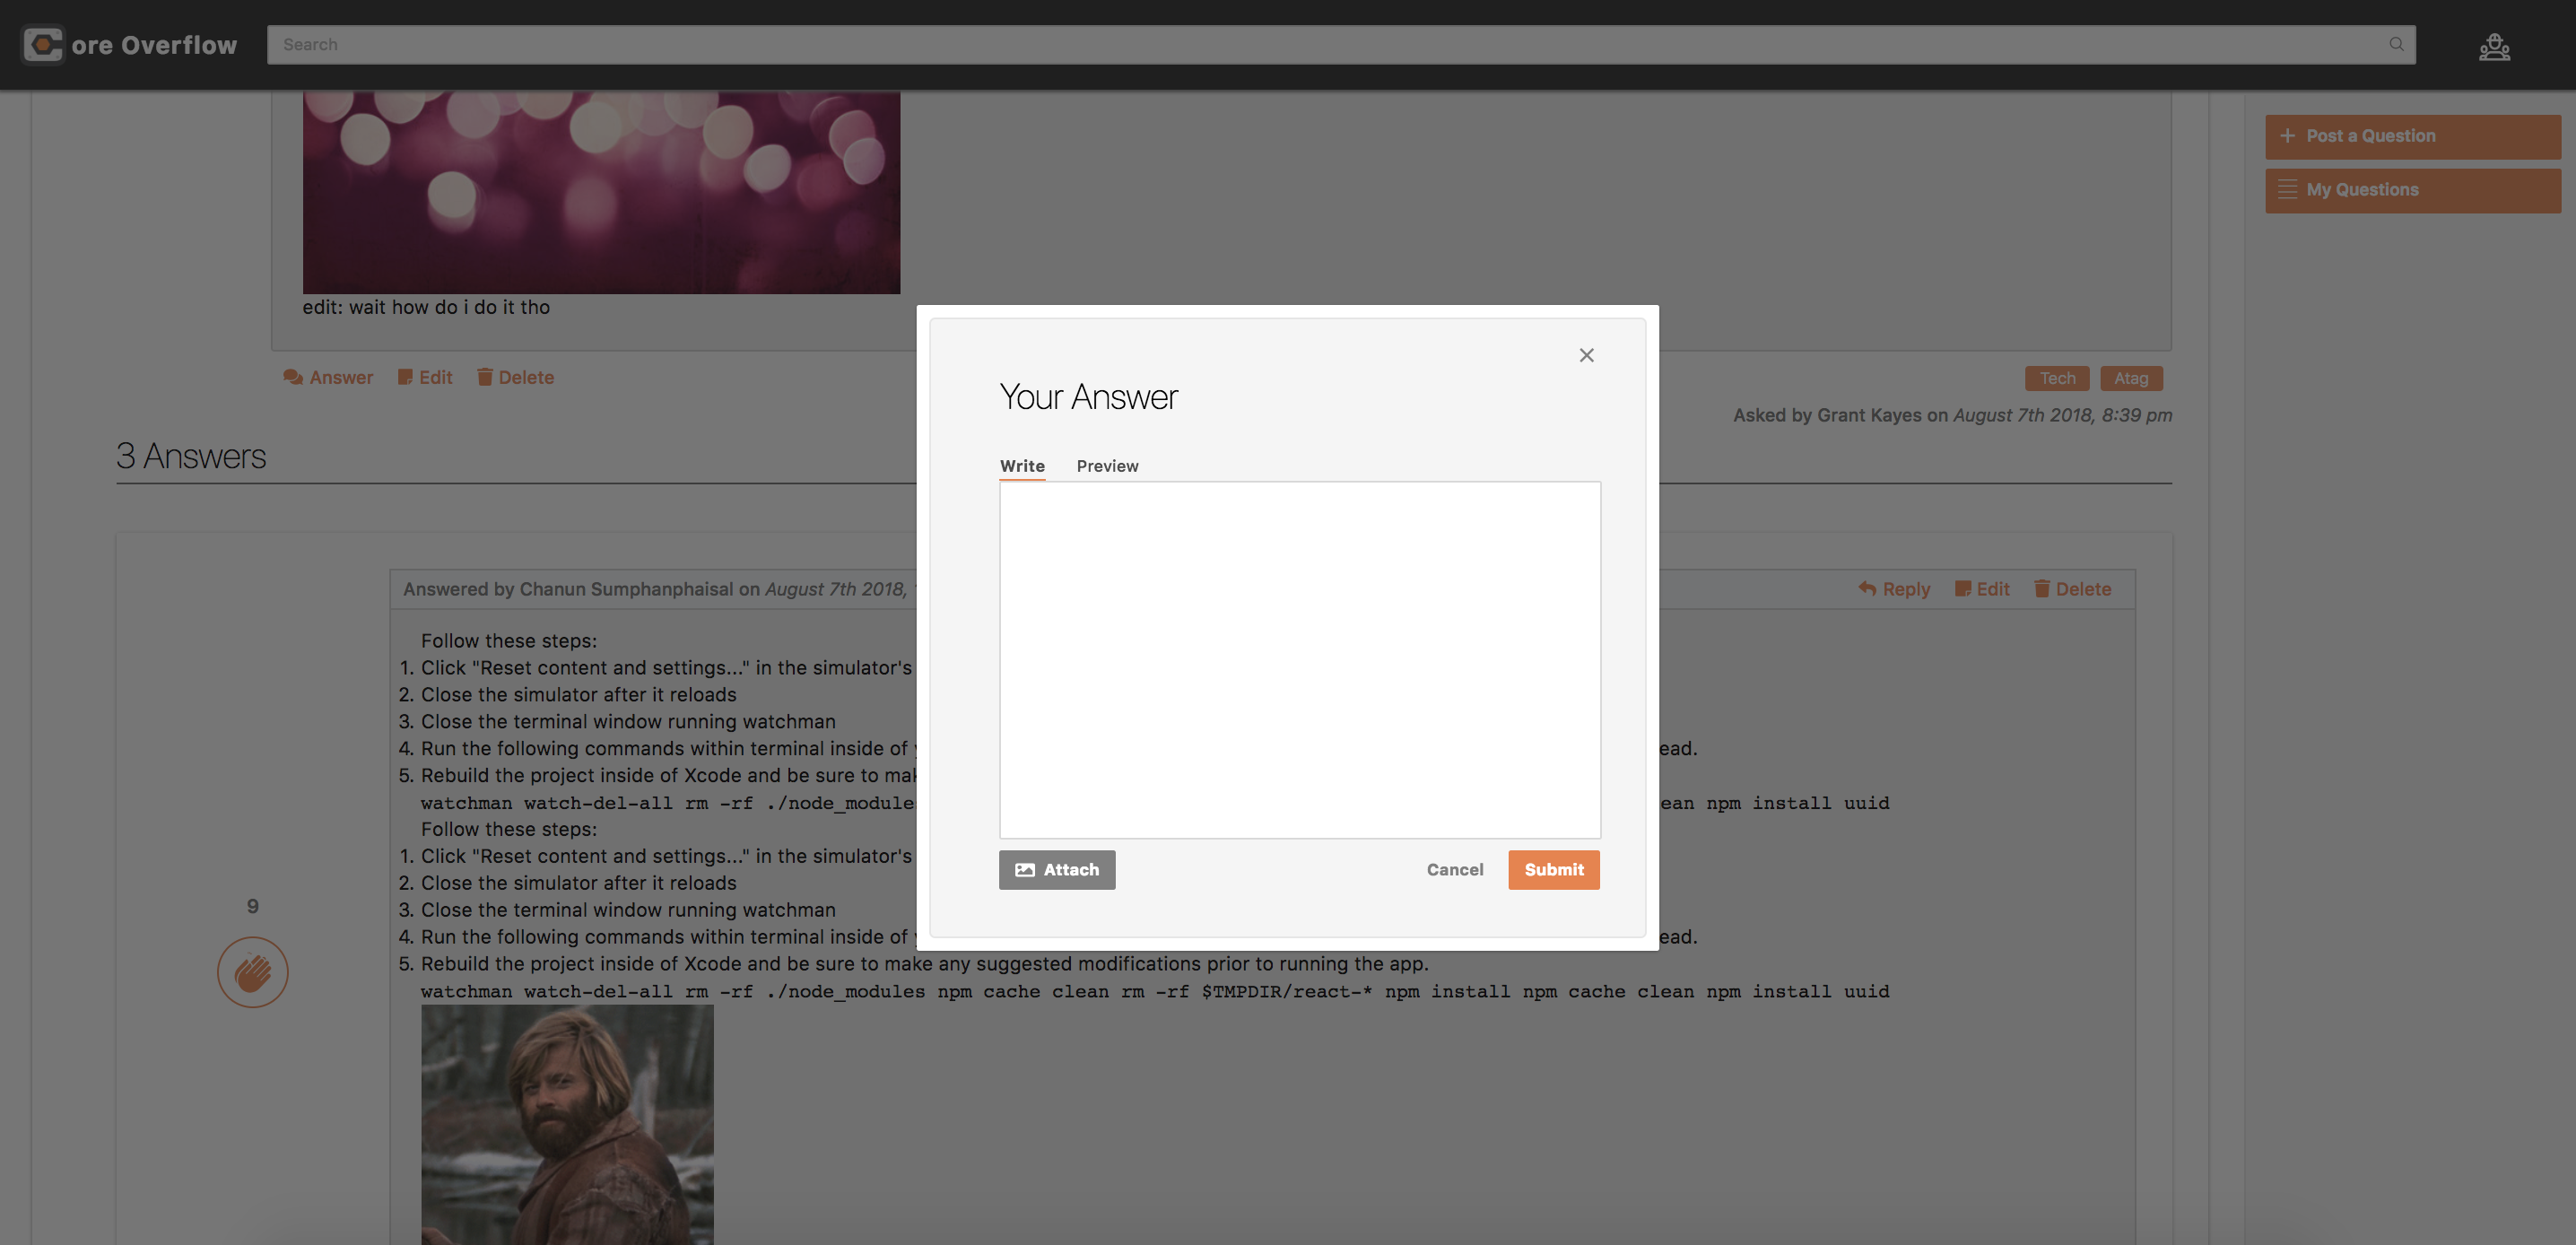 ore Overflow
Search
Post a Question
My Questions
edit: wait how do i do it tho
Answer Edit Delete
Tech Atag
Asked by Grant Kayes on August 7th 2018, 8:39 pm
3 Answers
Answered by Chanun Sumphanphaisal on August 7th 2018,
Reply Edit Delete
Follow these steps:
1. Click "Reset content and settings..." in the simulator's
2. Close the simulator after it reloads
3. Close the terminal window running watchman
4. Run the following commands within terminal inside of ead.
5. Rebuild the project inside of Xcode and be sure to mak
watchman watch-del-all rm -rf ./node_modules ean npm install uuid
Follow these steps:
1. Click "Reset content and settings..." in the simulator's
2. Close the simulator after it reloads
3. Close the terminal window running watchman
4. Run the following commands within terminal inside of ead.
5. Rebuild the project inside of Xcode and be sure to make any suggested modifications prior to running the app.
watchman watch-del-all rm -rf ./node_modules npm cache clean rm -rf $TMPDIR/react-* npm install npm cache clean npm install uuid
9
Your Answer
Write Preview
Attach
Cancel Submit